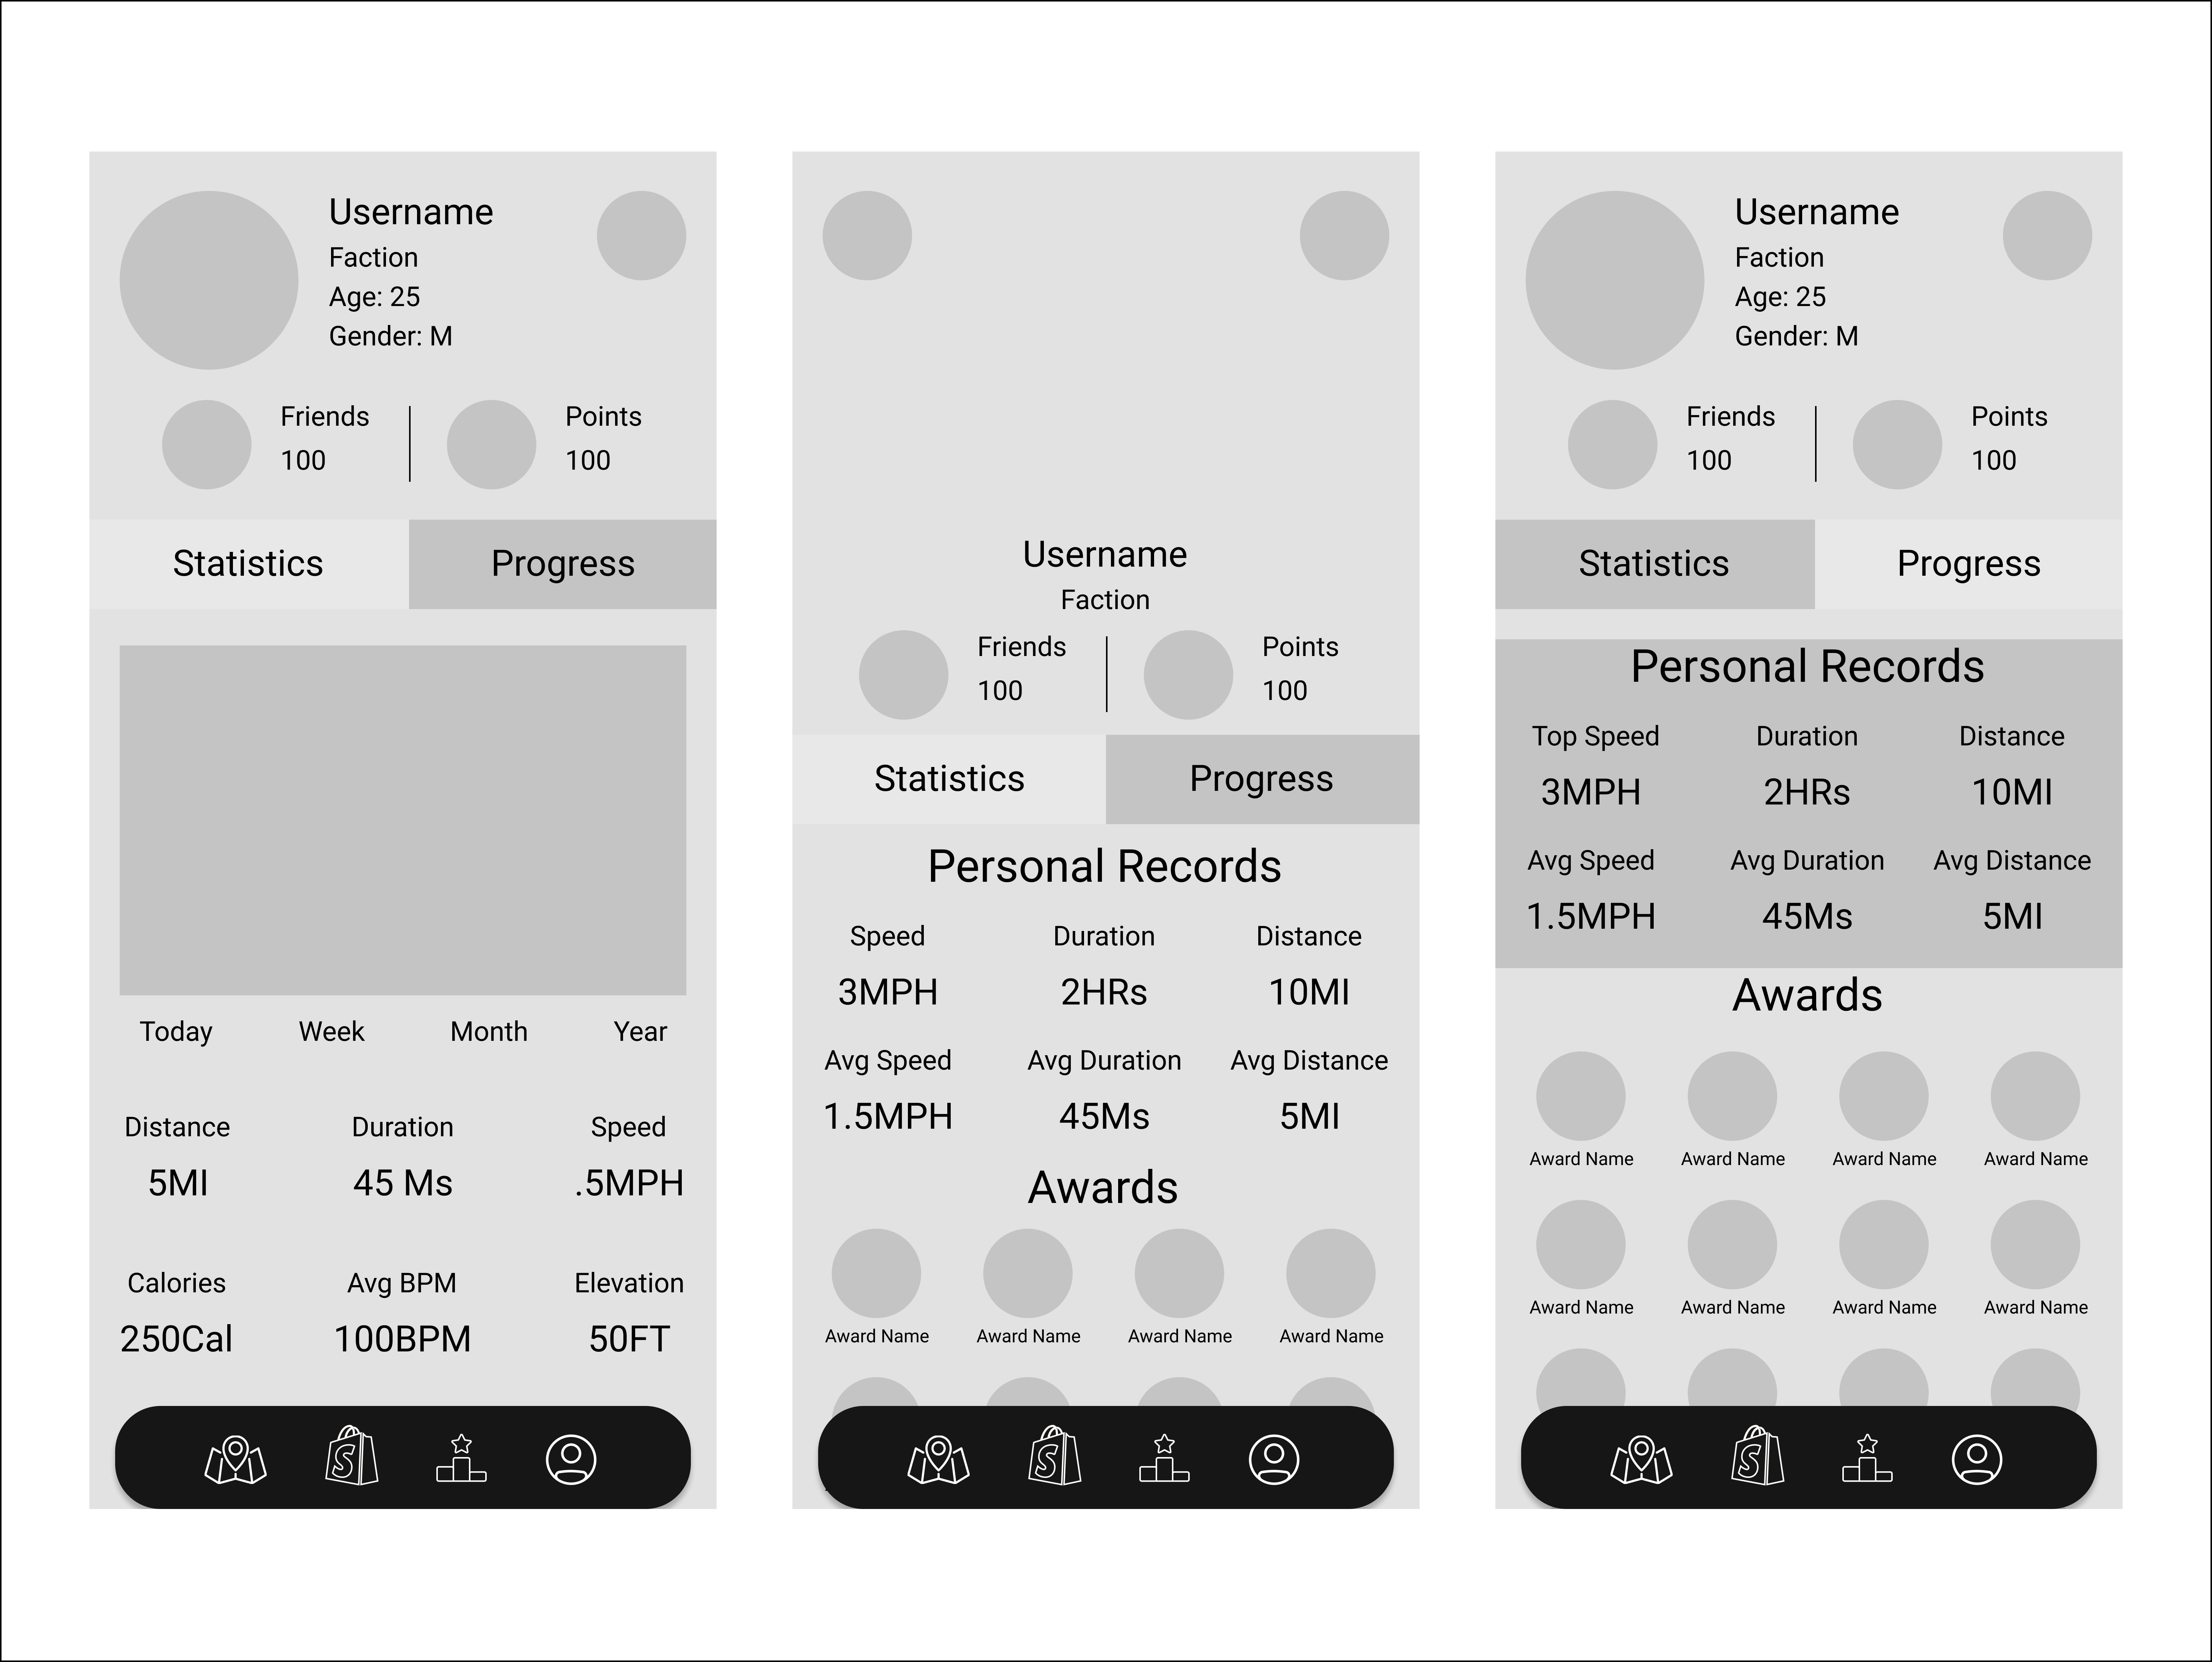 Username
Faction
Age: 25
Gender: M
Friends
100
Points
100
Statistics
Progress
Today Week Month Year
Distance Duration Speed
5MI 45 Ms .5MPH
Calories Avg BPM Elevation
250Cal 100BPM 50FT
S
Username
Faction
Friends
100
Points
100
Statistics
Progress
Personal Records
Speed Duration Distance
3MPH 2HRs 10MI
Avg Speed Avg Duration Avg Distance
1.5MPH 45Ms 5MI
Awards
Award Name Award Name Award Name Award Name
S
Username
Faction
Age: 25
Gender: M
Friends
100
Points
100
Statistics
Progress
Personal Records
Top Speed Duration Distance
3MPH 2HRs 10MI
Avg Speed Avg Duration Avg Distance
1.5MPH 45Ms 5MI
Awards
Award Name Award Name Award Name Award Name
Award Name Award Name Award Name Award Name
S